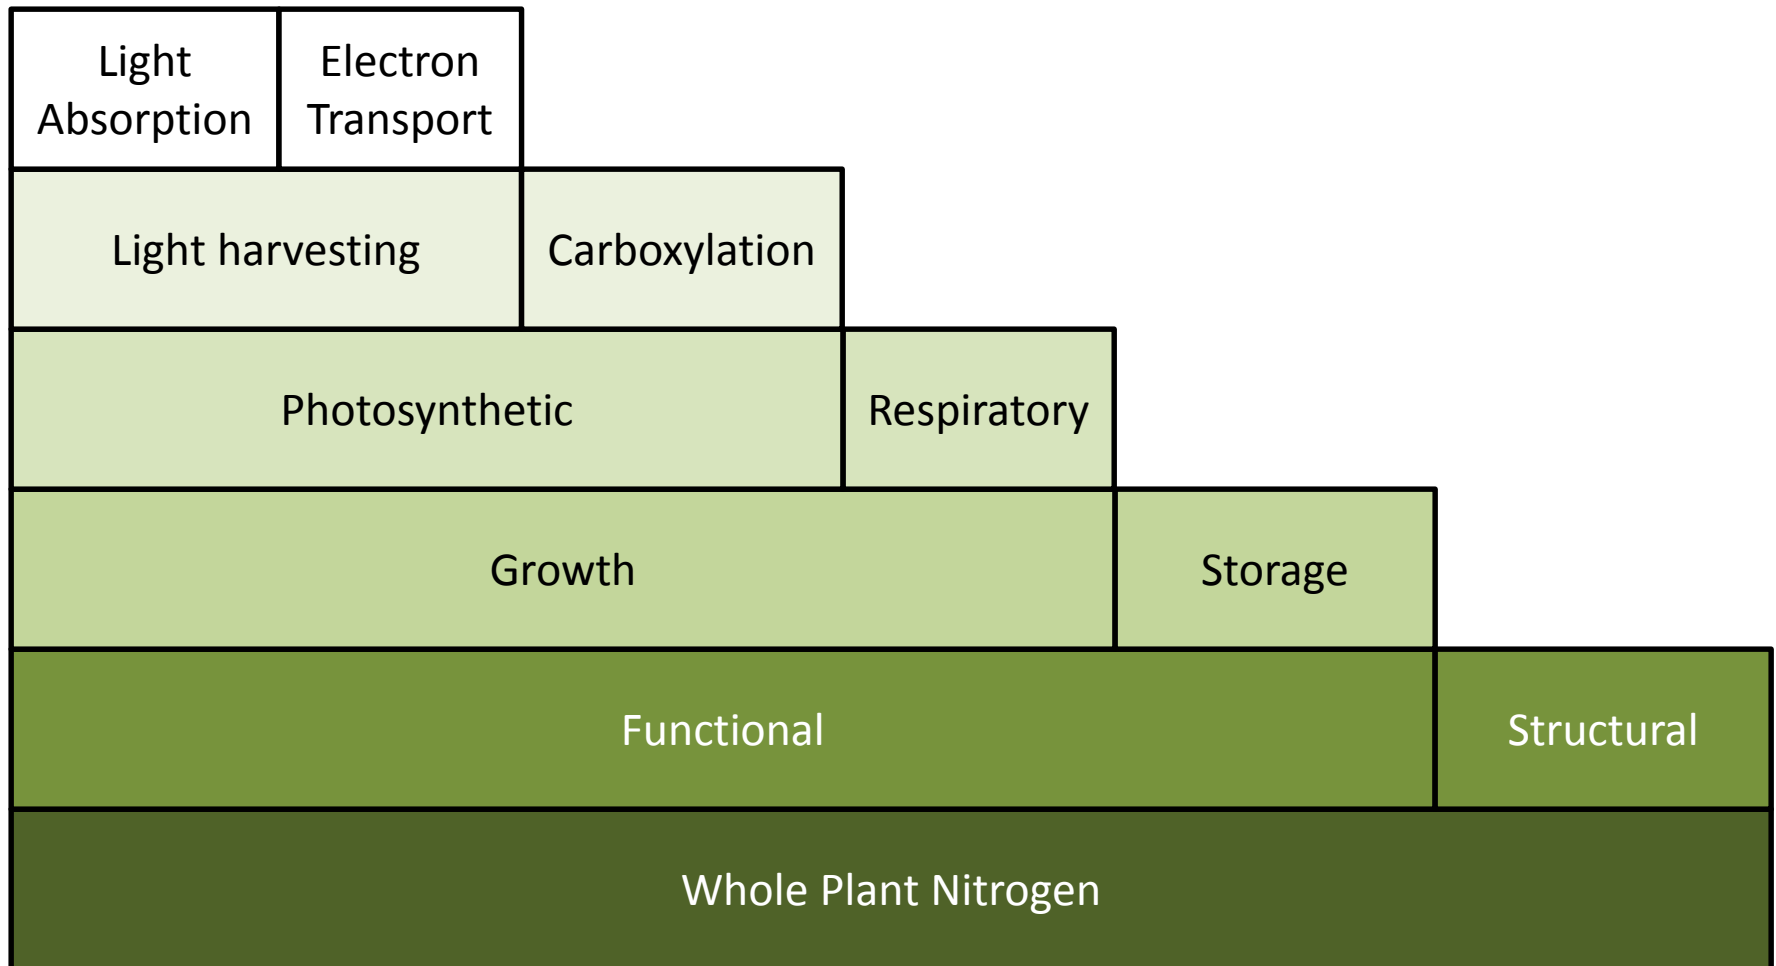 Light
Absorption
Electron
Transport
Light harvesting
Carboxylation
Photosynthetic
Respiratory
Growth
Storage
Functional
Structural
Whole Plant Nitrogen